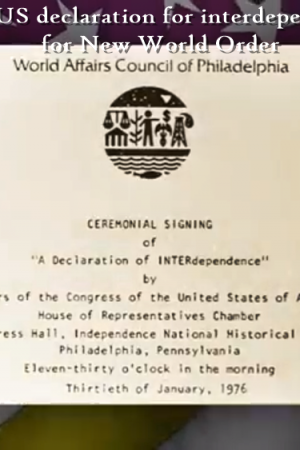 US declaration for interdepe
for New World Order
World Affairs Council of Philadelphia
CEREMONIAL SIGNING
of
"A Declaration of INTERdependence"
by
rs of the Congress of the United States of A
House of Representatives Chamber
ress Hall, Independence National Historical
Philadelphia, Pennsylvania
Eleven-thirty o'clock in the morning
Thirtieth of January, 1976